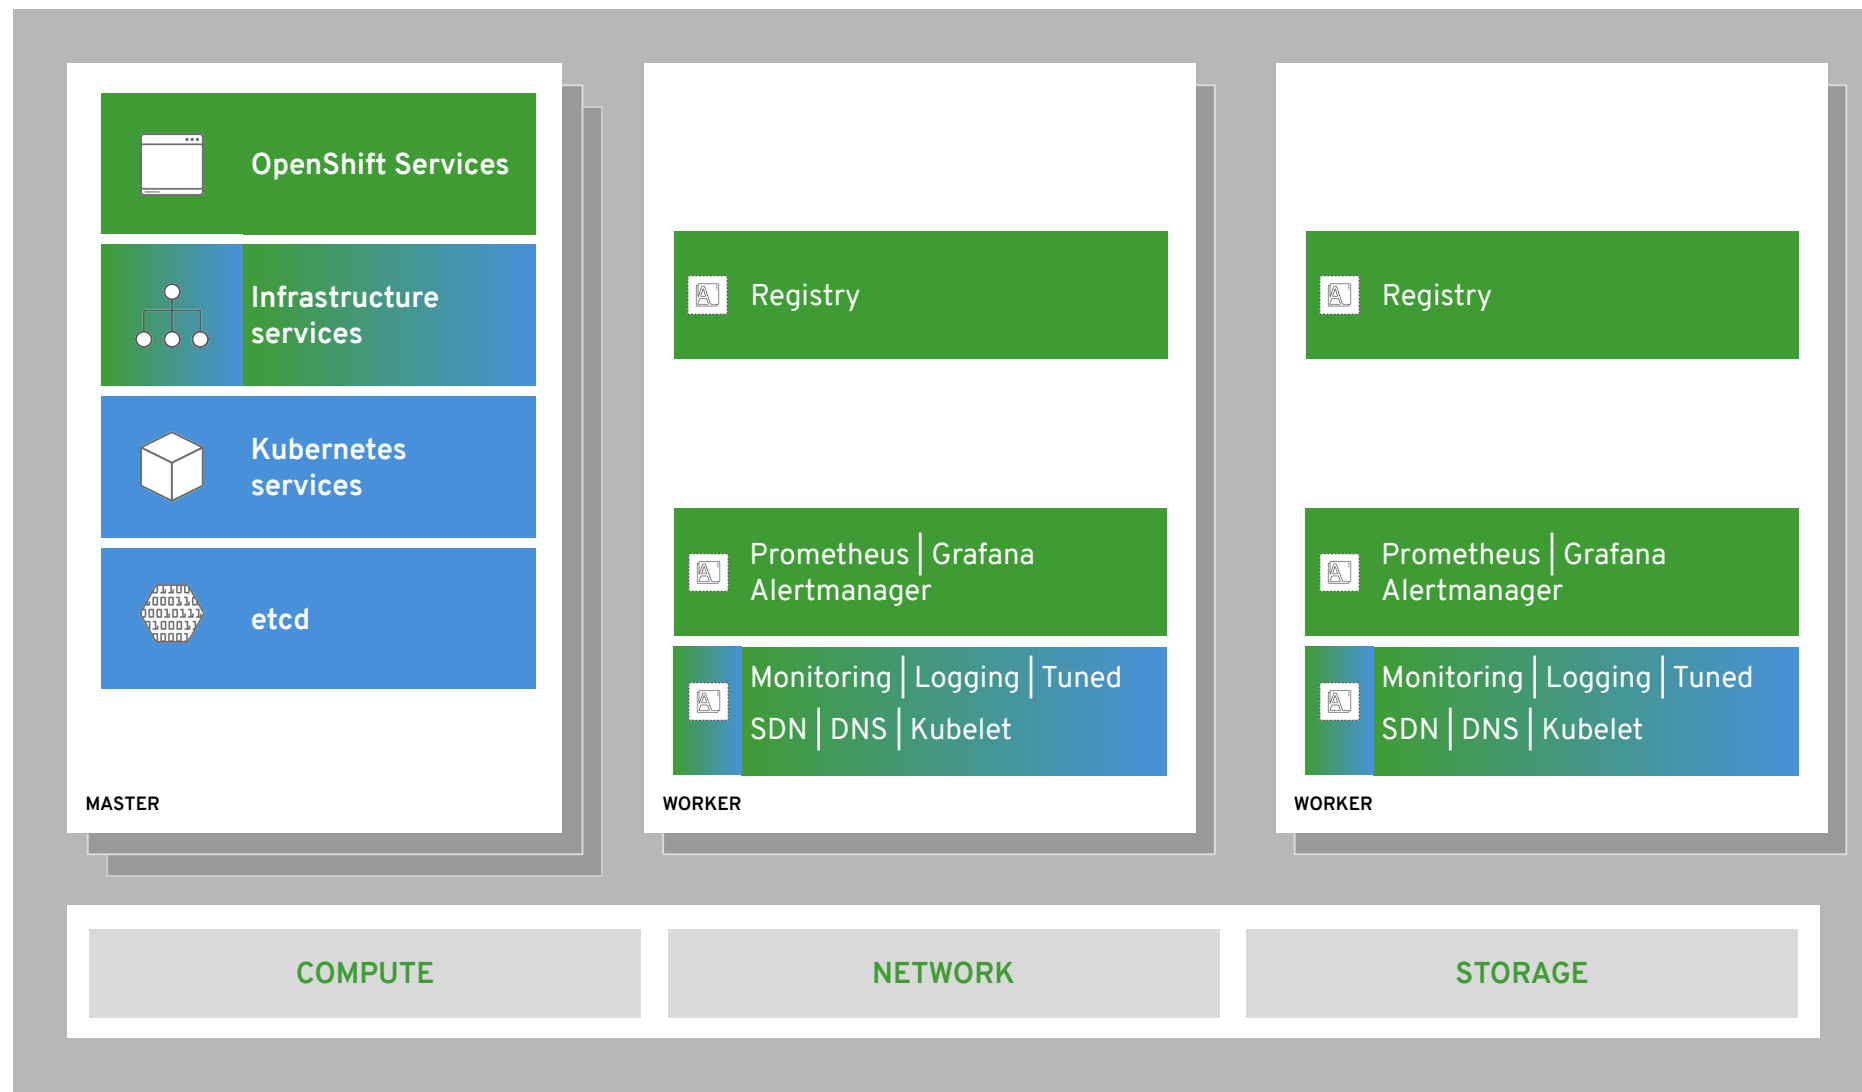 OpenShift Services
Infrastructure
services
Kubernetes
services
etcd
MASTER
Registry
Prometheus | Grafana
Alertmanager
Monitoring | Logging | Tuned
SDN | DNS | Kubelet
WORKER
Registry
Prometheus | Grafana
Alertmanager
Monitoring | Logging | Tuned
SDN | DNS | Kubelet
WORKER
COMPUTE
NETWORK
STORAGE